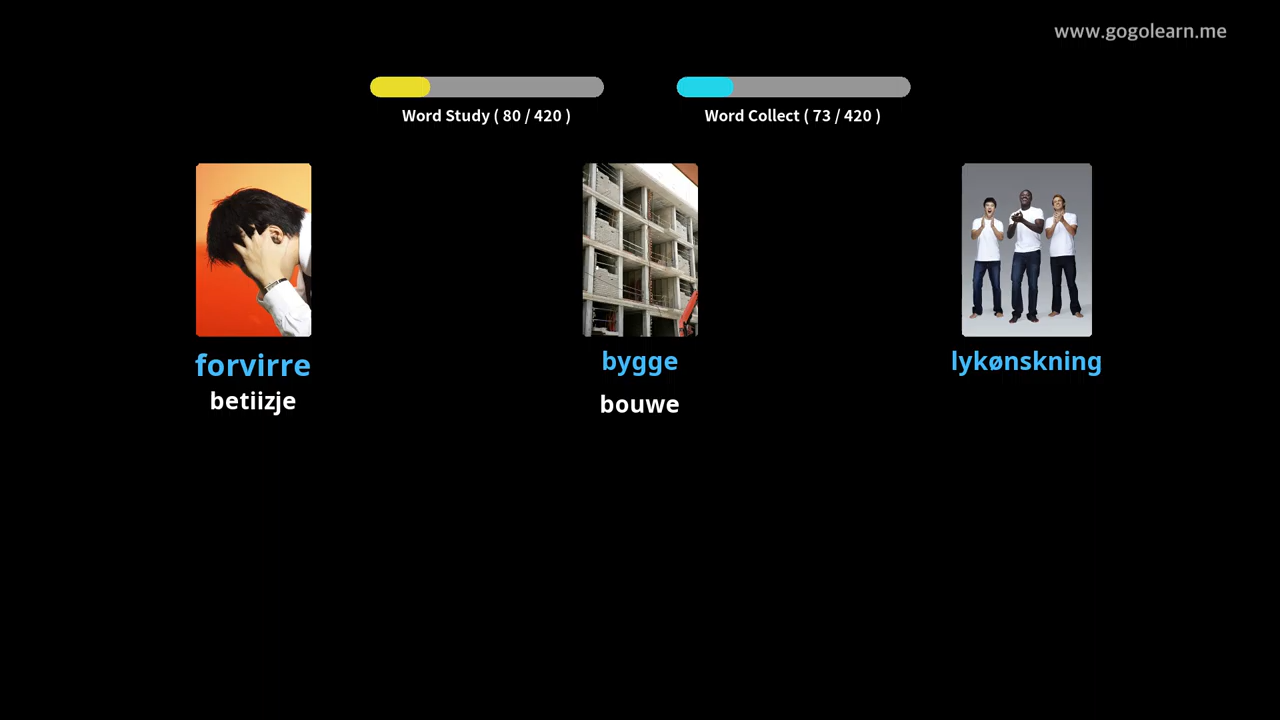 www.gogolearn.me
Word Study ( 80 / 420 )
Word Collect ( 73 / 420 )
forvirre
betiizje
bygge
bouwe
lykønskning